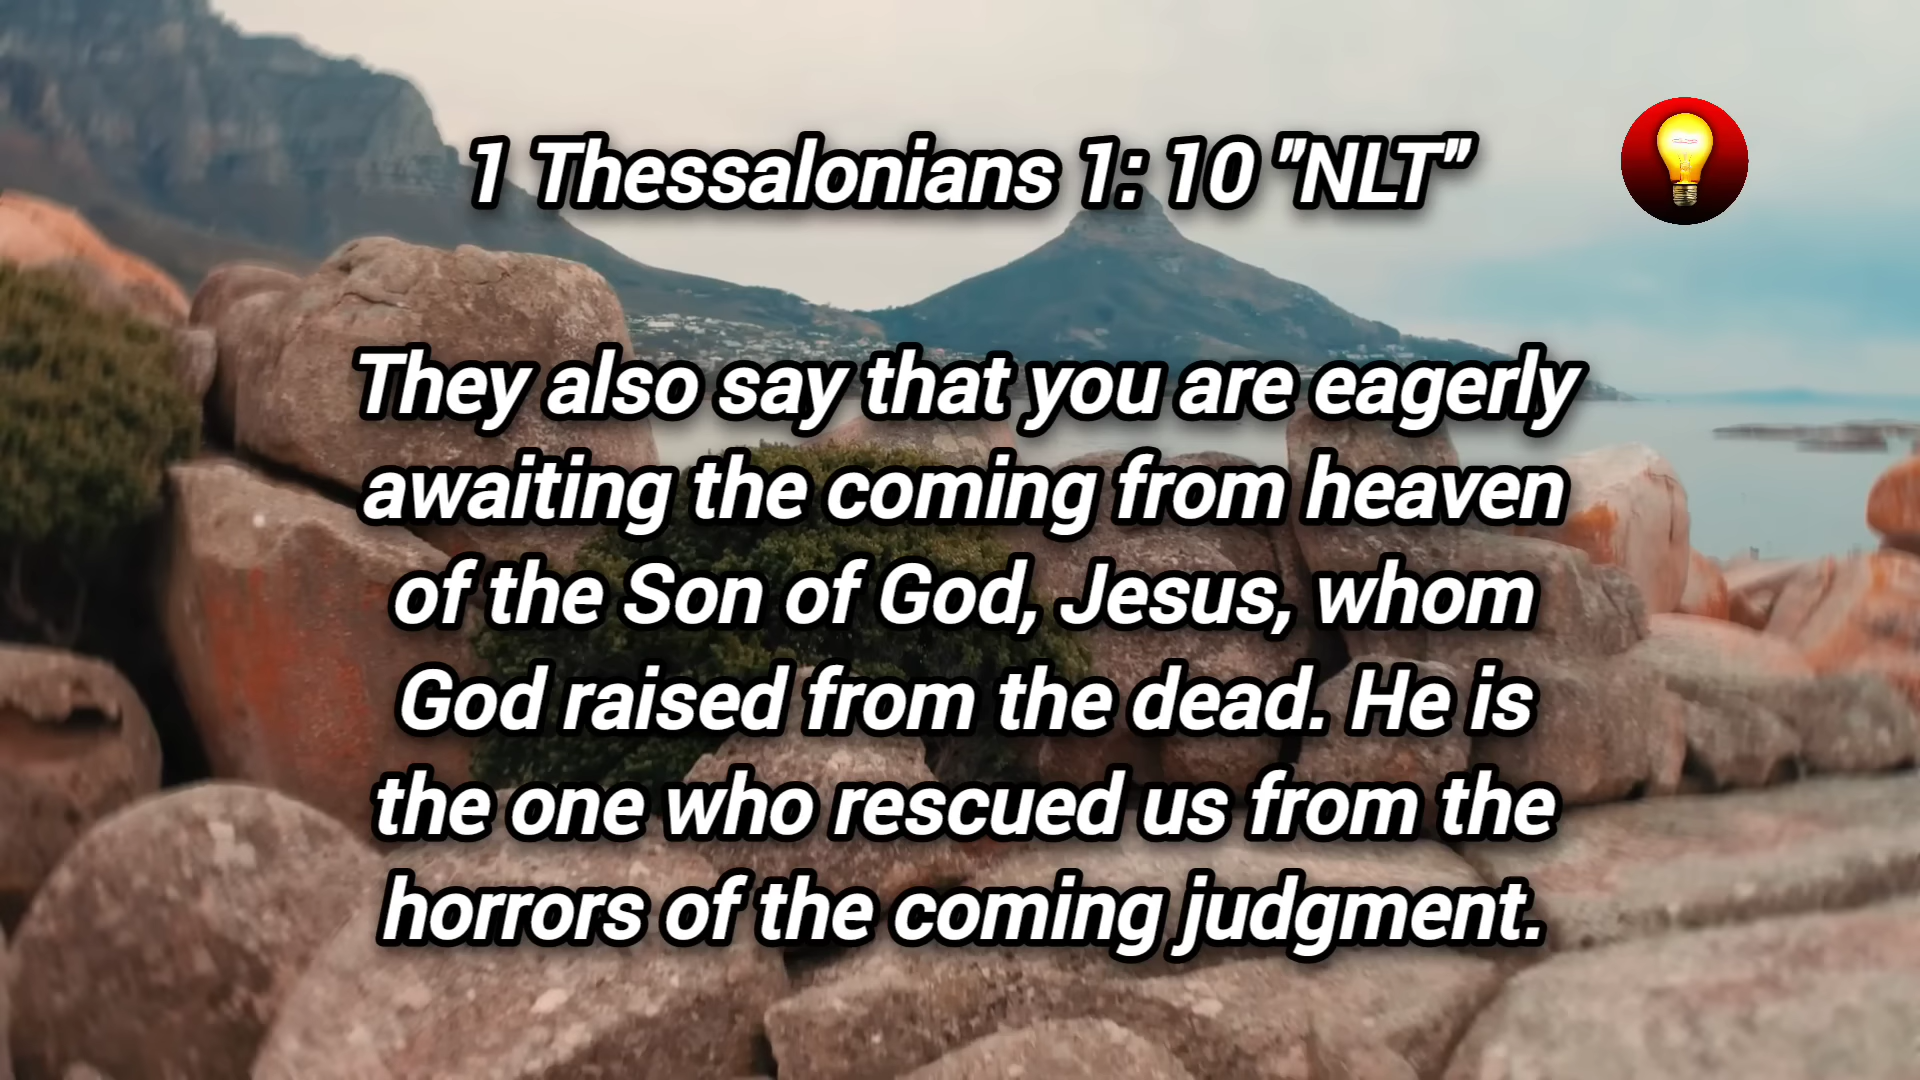 1 Thessalonians 1: 10 "NLT"
They also say that you are eagerly
awaiting the coming from heaven
of the Son of God, Jesus, whom
God raised from the dead. He is
the one who rescued us from the
horrors of the coming judgment.